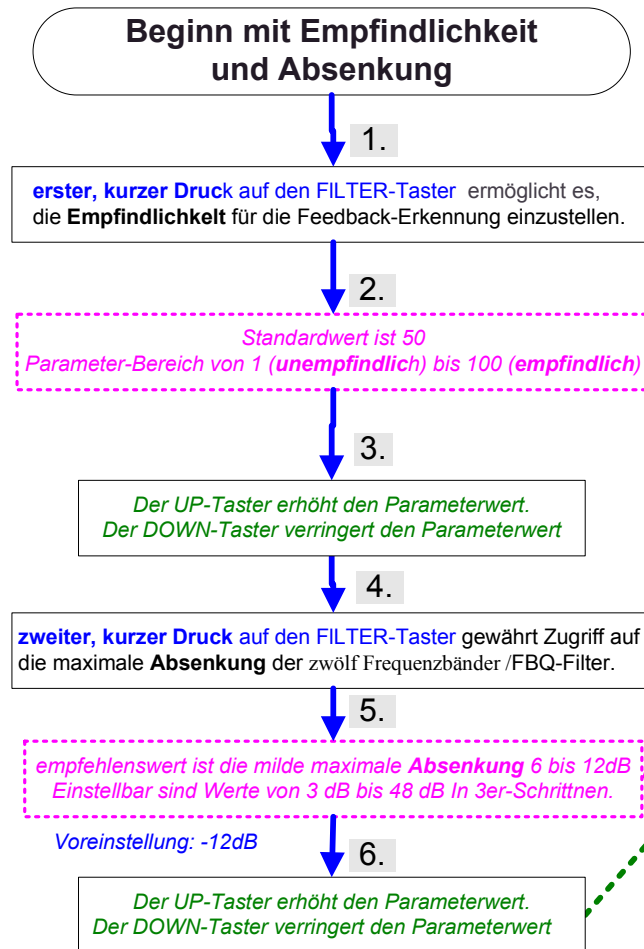 Beginn mit Empfindlichkeit
und Absenkung
1.
erster, kurzer Druck auf den FILTER-Taster ermöglicht es,
die Empfindlichkelt für die Feedback-Erkennung einzustellen.
2.
Standardwert ist 50
Parameter-Bereich von 1 (unempfindlich) bis 100 (empfindlich)
3.
Der UP-Taster erhöht den Parameterwert.
Der DOWN-Taster verringert den Parameterwert
4.
zweiter, kurzer Druck auf den FILTER-Taster gewährt Zugriff auf
die maximale Absenkung der zwölf Frequenzbänder /FBQ-Filter.
5.
empfehlenswert ist die milde maximale Absenkung 6 bis 12dB
Einstellbar sind Werte von 3 dB bis 48 dB In 3er-Schrittnen.
Voreinstellung: -12dB
6.
Der UP-Taster erhöht den Parameterwert.
Der DOWN-Taster verringert den Parameterwert